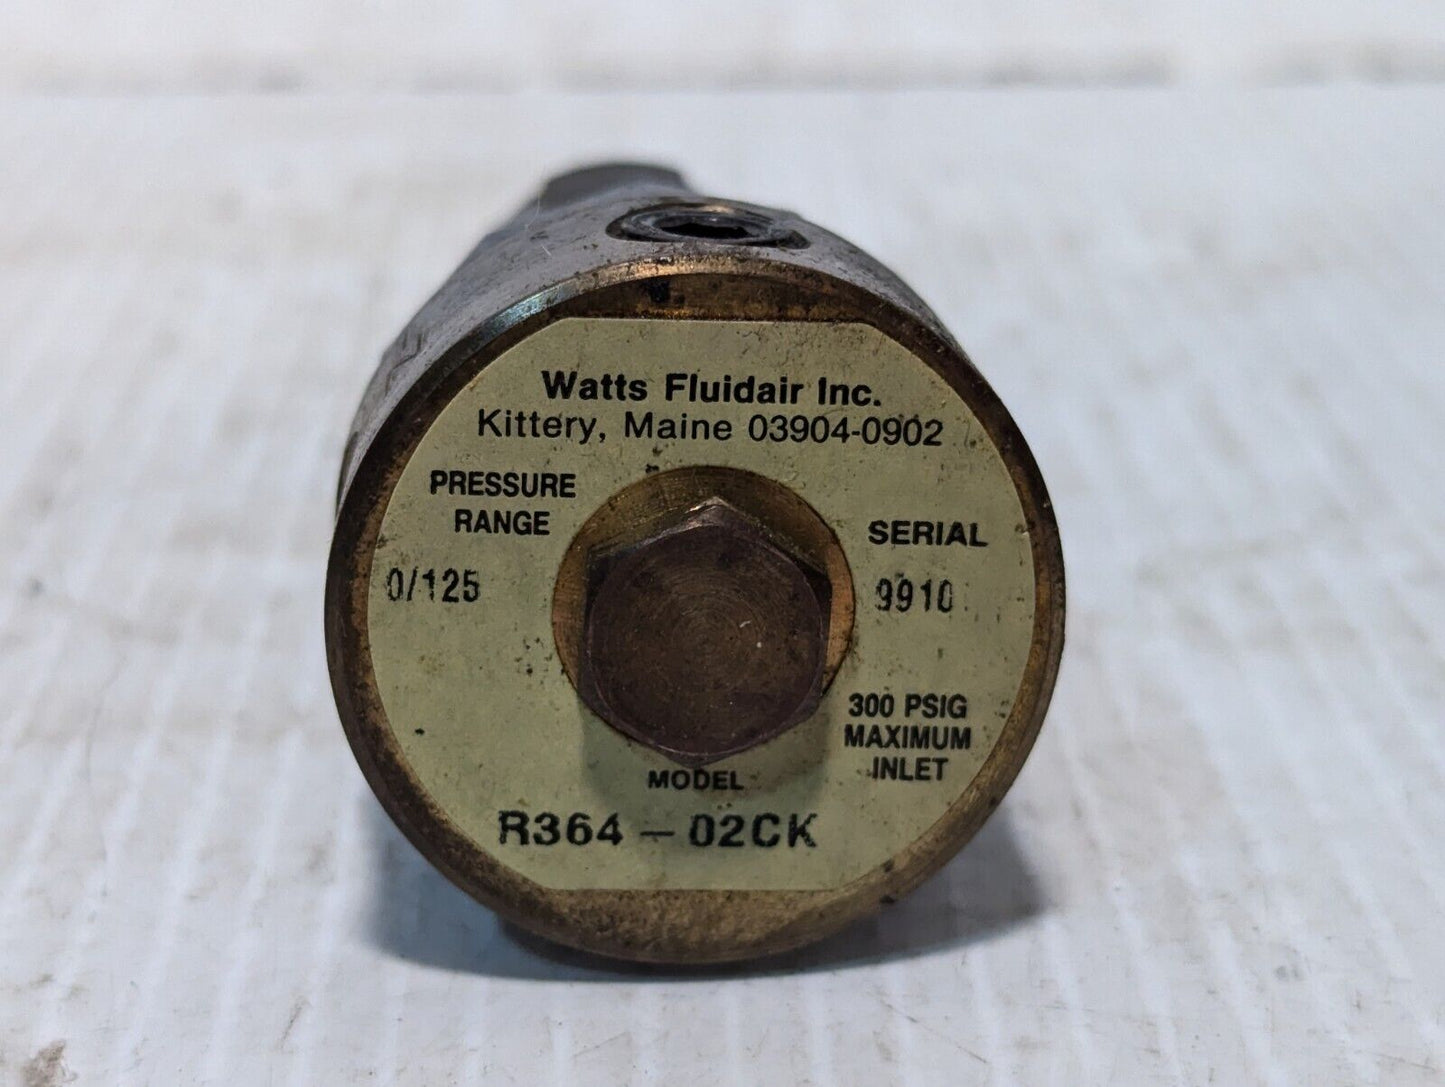 Watts Fluidair Inc.
Kittery, Maine 03904-0902
PRESSURE
RANGE
0/125
SERIAL
9910
300 PSIG
MAXIMUM
INLET
MODEL
R364 - 02CK